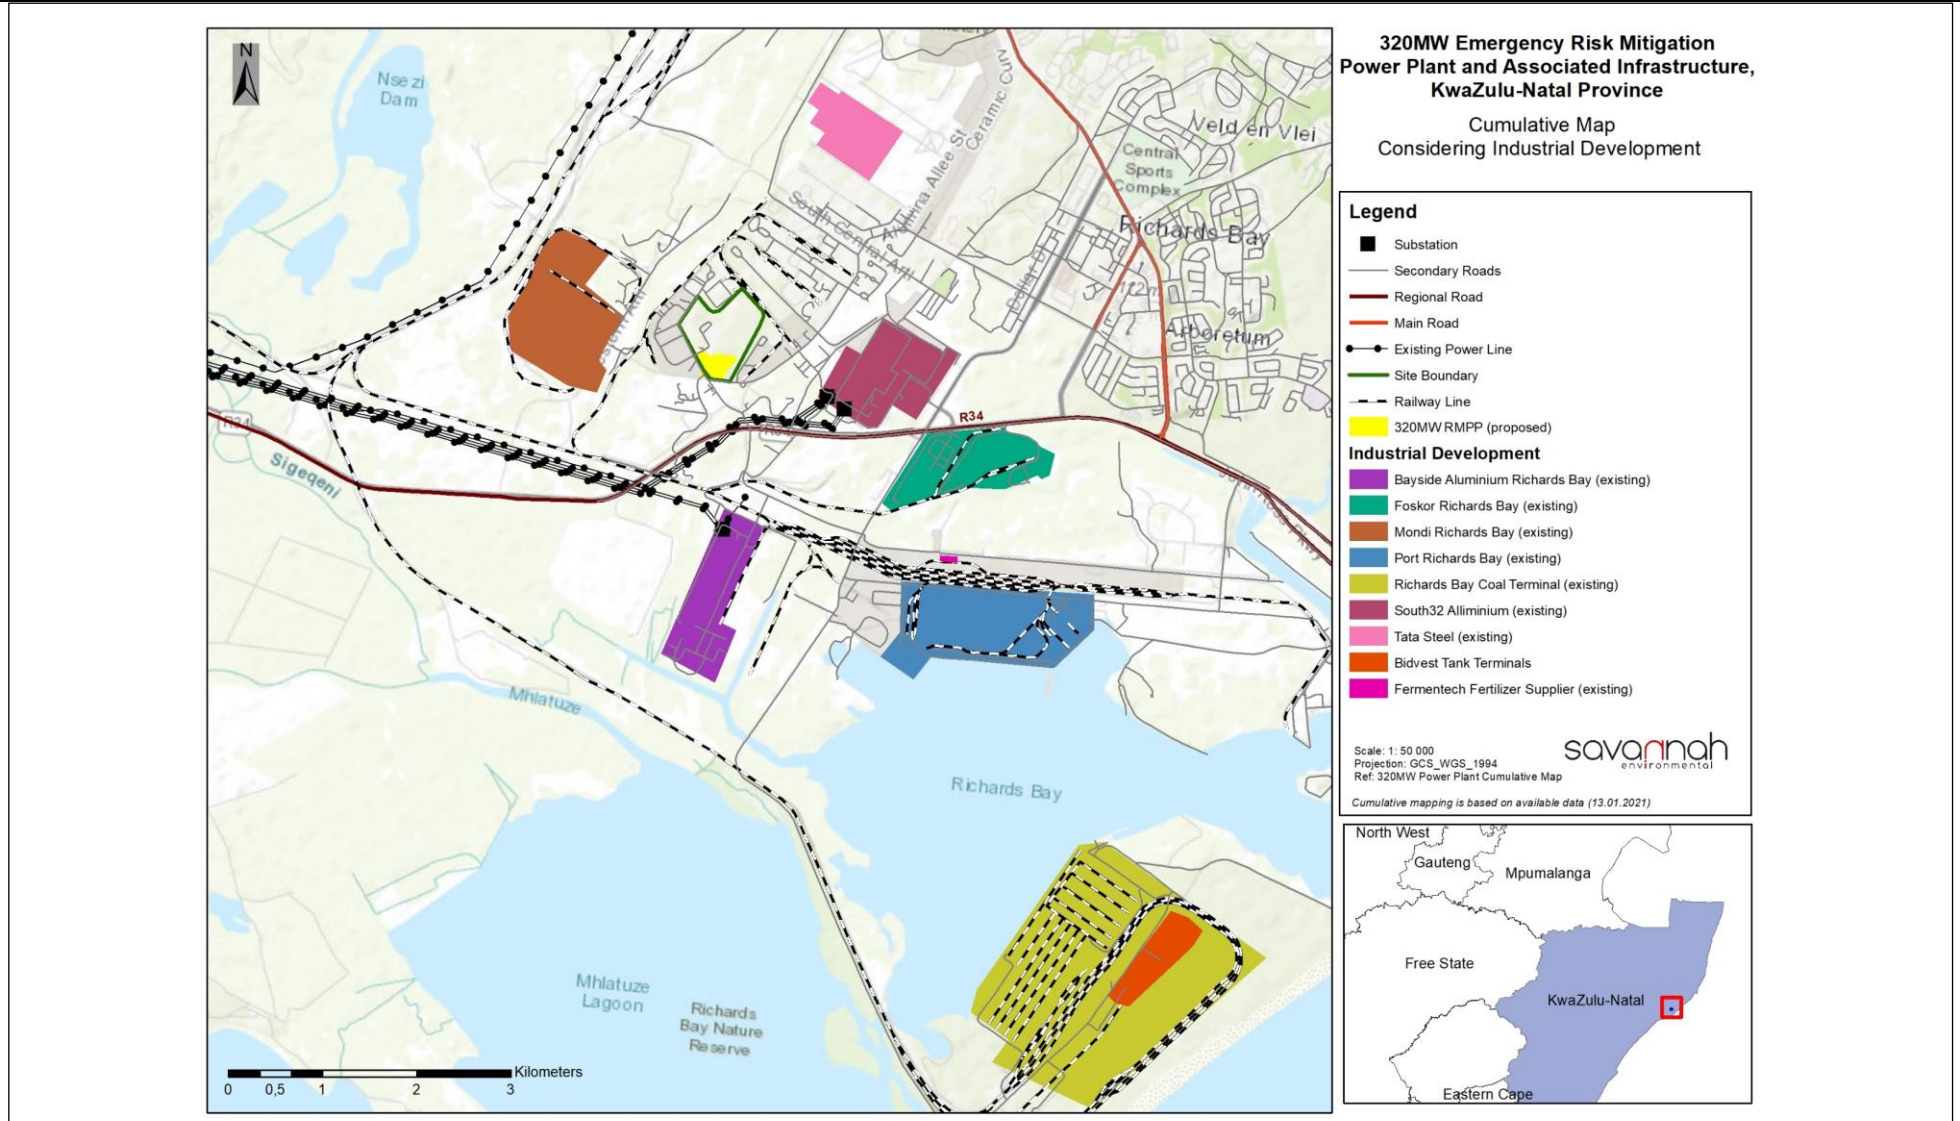 320MW Emergency Risk Mitigation
Power Plant and Associated Infrastructure,
KwaZulu-Natal Province
Cumulative Map
Considering Industrial Development
N
Nsezi
Dam
Ceramic Curv
Alumina Allee St
South Central Arti
Veld en Vlei
Central
Sports
Complex
Richards Bay
Dollar Dr
112m
Arboretum
R34
R34
Sigeqeni
John Ross Pkwy
Mhlatuze
Richards Bay
Mhlatuze
Lagoon
Richards
Bay Nature
Reserve
Kilometers
0 0,5 1 2 3
Legend
Substation
Secondary Roads
Regional Road
Main Road
Existing Power Line
Site Boundary
Railway Line
320MW RMPP (proposed)
Industrial Development
Bayside Aluminium Richards Bay (existing)
Foskor Richards Bay (existing)
Mondi Richards Bay (existing)
Port Richards Bay (existing)
Richards Bay Coal Terminal (existing)
South32 Alliminium (existing)
Tata Steel (existing)
Bidvest Tank Terminals
Fermentech Fertilizer Supplier (existing)
Scale: 1: 50 000
Projection: GCS_WGS_1994
Ref: 320MW Power Plant Cumulative Map
savannah
environmental
Cumulative mapping is based on available data (13.01.2021)
North West
Gauteng
Mpumalanga
Free State
KwaZulu-Natal
Eastern Cape